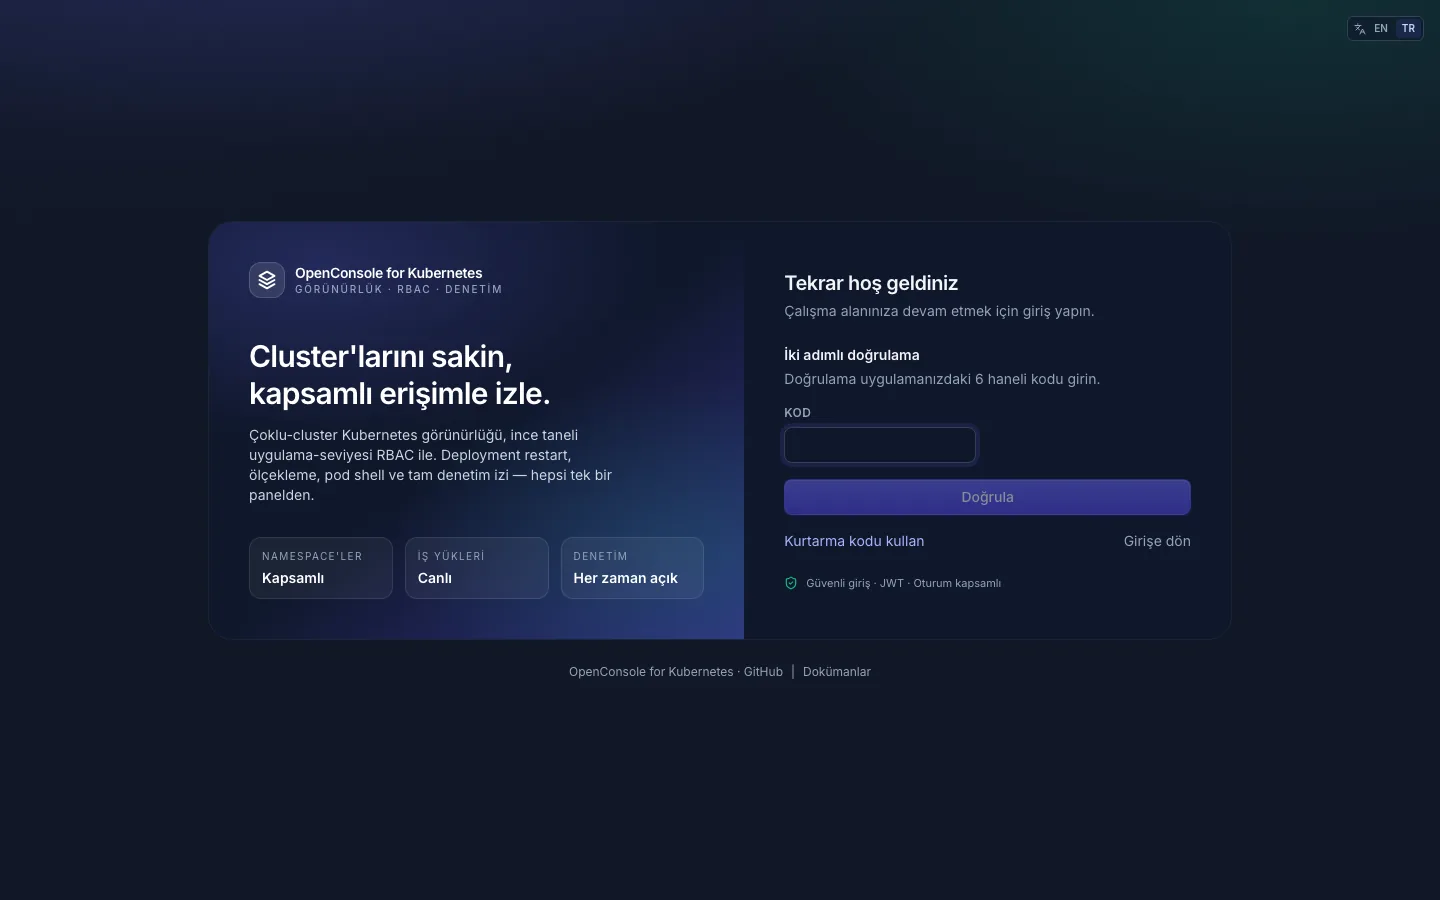 EN TR
OpenConsole for Kubernetes
GÖRÜNÜRLÜK · RBAC · DENETİM
Cluster'larını sakin,
kapsamlı erişimle izle.
Çoklu-cluster Kubernetes görünürlüğü, ince taneli
uygulama-seviyesi RBAC ile. Deployment restart,
ölçekleme, pod shell ve tam denetim izi — hepsi tek bir
panelden.
NAMESPACE'LER
Kapsamlı
İŞ YÜKLERİ
Canlı
DENETİM
Her zaman açık
Tekrar hoş geldiniz
Çalışma alanınıza devam etmek için giriş yapın.
İki adımlı doğrulama
Doğrulama uygulamanızdaki 6 haneli kodu girin.
KOD
Doğrula
Kurtarma kodu kullan
Girişe dön
Güvenli giriş · JWT · Oturum kapsamlı
OpenConsole for Kubernetes · GitHub | Dokümanlar